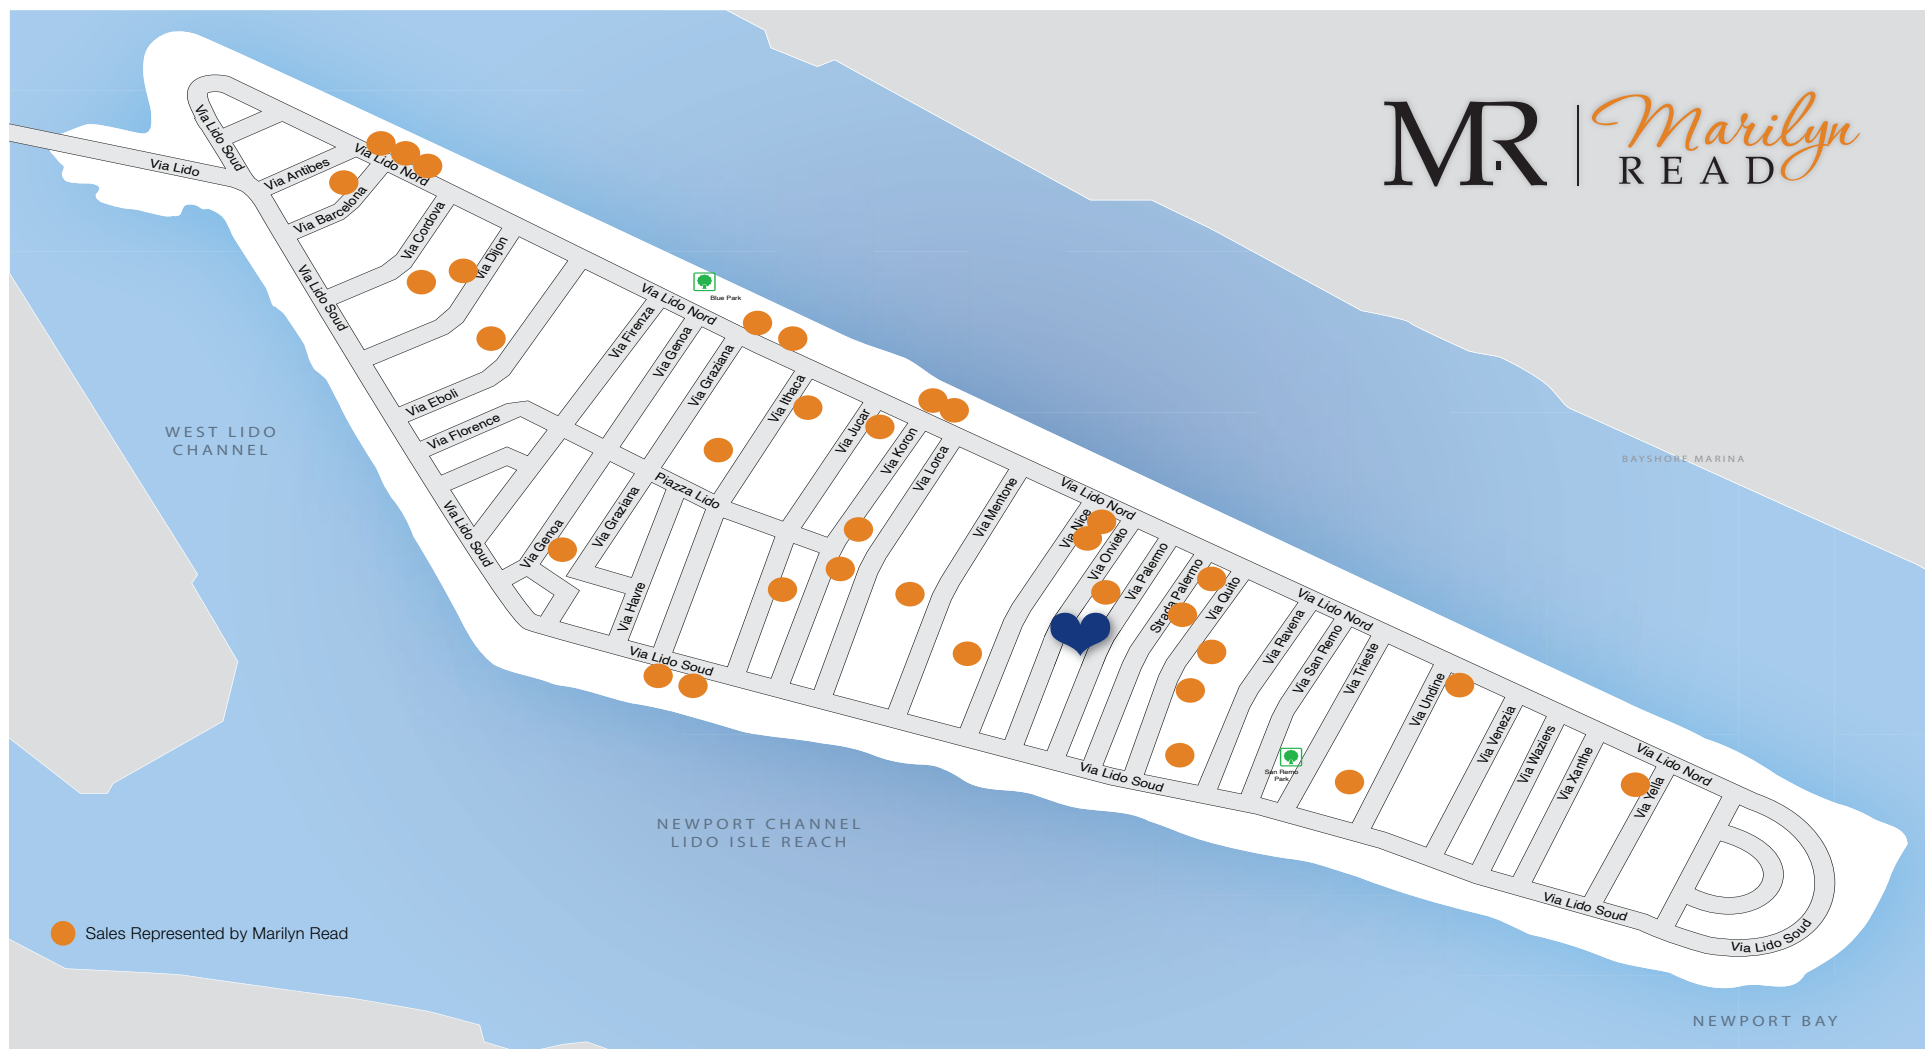 MR
Marilyn
READ
Via Lido Soud
Via Lido
Via Antibes
Via Lido Nord
Via Barcelona
Via Cordova
Via Dijon
Via Lido Soud
Blue Park
Via Lido Nord
Via Firenza
Via Genoa
Via Graziana
Via Ithaca
Via Eboli
Via Florence
Via Jucar
Via Koron
Via Lorca
WEST LIDO
CHANNEL
BAYSHORE MARINA
Piazza Lido
Via Mentone
Via Lido Nord
Via Lido Soud
Via Genoa
Via Graziana
Via Nice
Via Orvieto
Via Palermo
Strada Palermo
Via Quito
Via Havre
Via Lido Nord
Via Ravena
Via San Remo
Via Trieste
Via Lido Soud
Via Undine
Via Venezia
Via Waziers
Via Xanthe
Via Lido Nord
Via Yella
San Remo
Park
Via Lido Soud
NEWPORT CHANNEL
LIDO ISLE REACH
Via Lido Soud
Via Lido Soud
Sales Represented by Marilyn Read
NEWPORT BAY